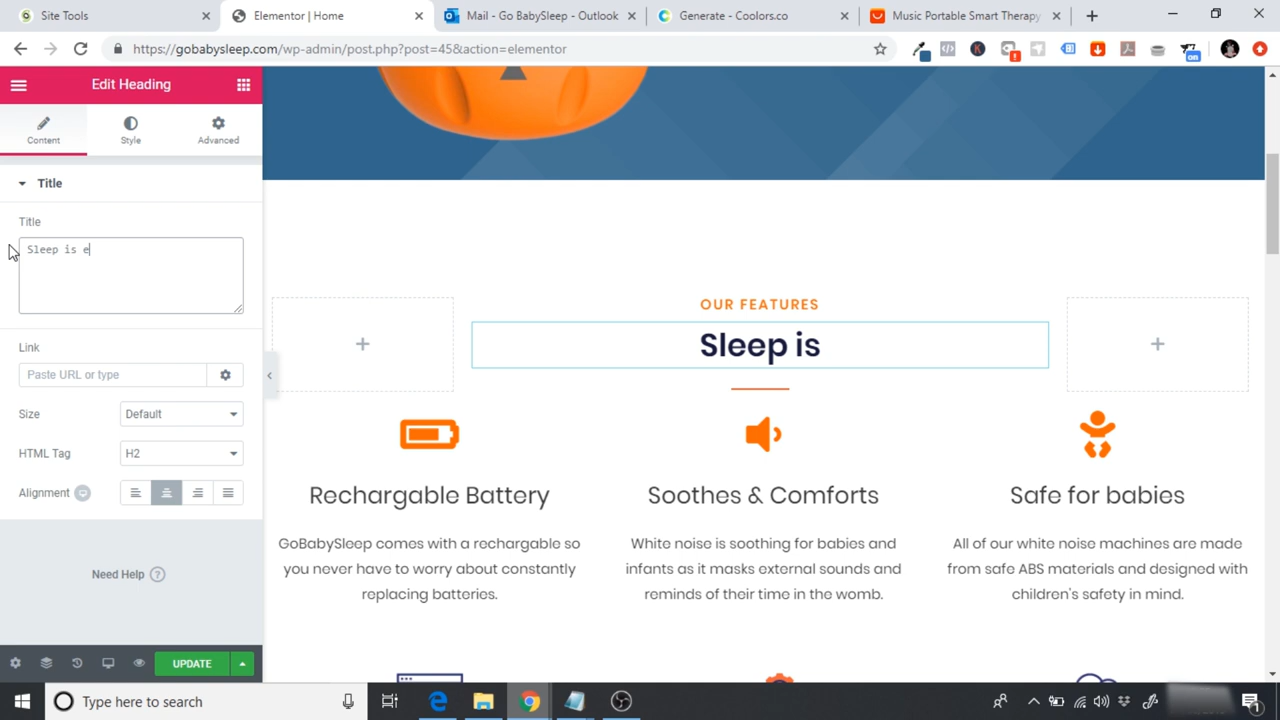 Site Tools
Elementor | Home
Mail - Go BabySleep - Outlook
Generate - Coolors.co
Music Portable Smart Therapy
https://gobabysleep.com/wp-admin/post.php?post=45&action=elementor
on
Edit Heading
Content
Style
Advanced
Title
Title
Sleep is e
Link
Paste URL or type
Size
Default
HTML Tag
H2
Alignment
Need Help ?
UPDATE
OUR FEATURES
Sleep is
Rechargable Battery
GoBabySleep comes with a rechargable so
you never have to worry about constantly
replacing batteries.
Soothes & Comforts
White noise is soothing for babies and
infants as it masks external sounds and
reminds of their time in the womb.
Safe for babies
All of our white noise machines are made
from safe ABS materials and designed with
children's safety in mind.
Type here to search
1